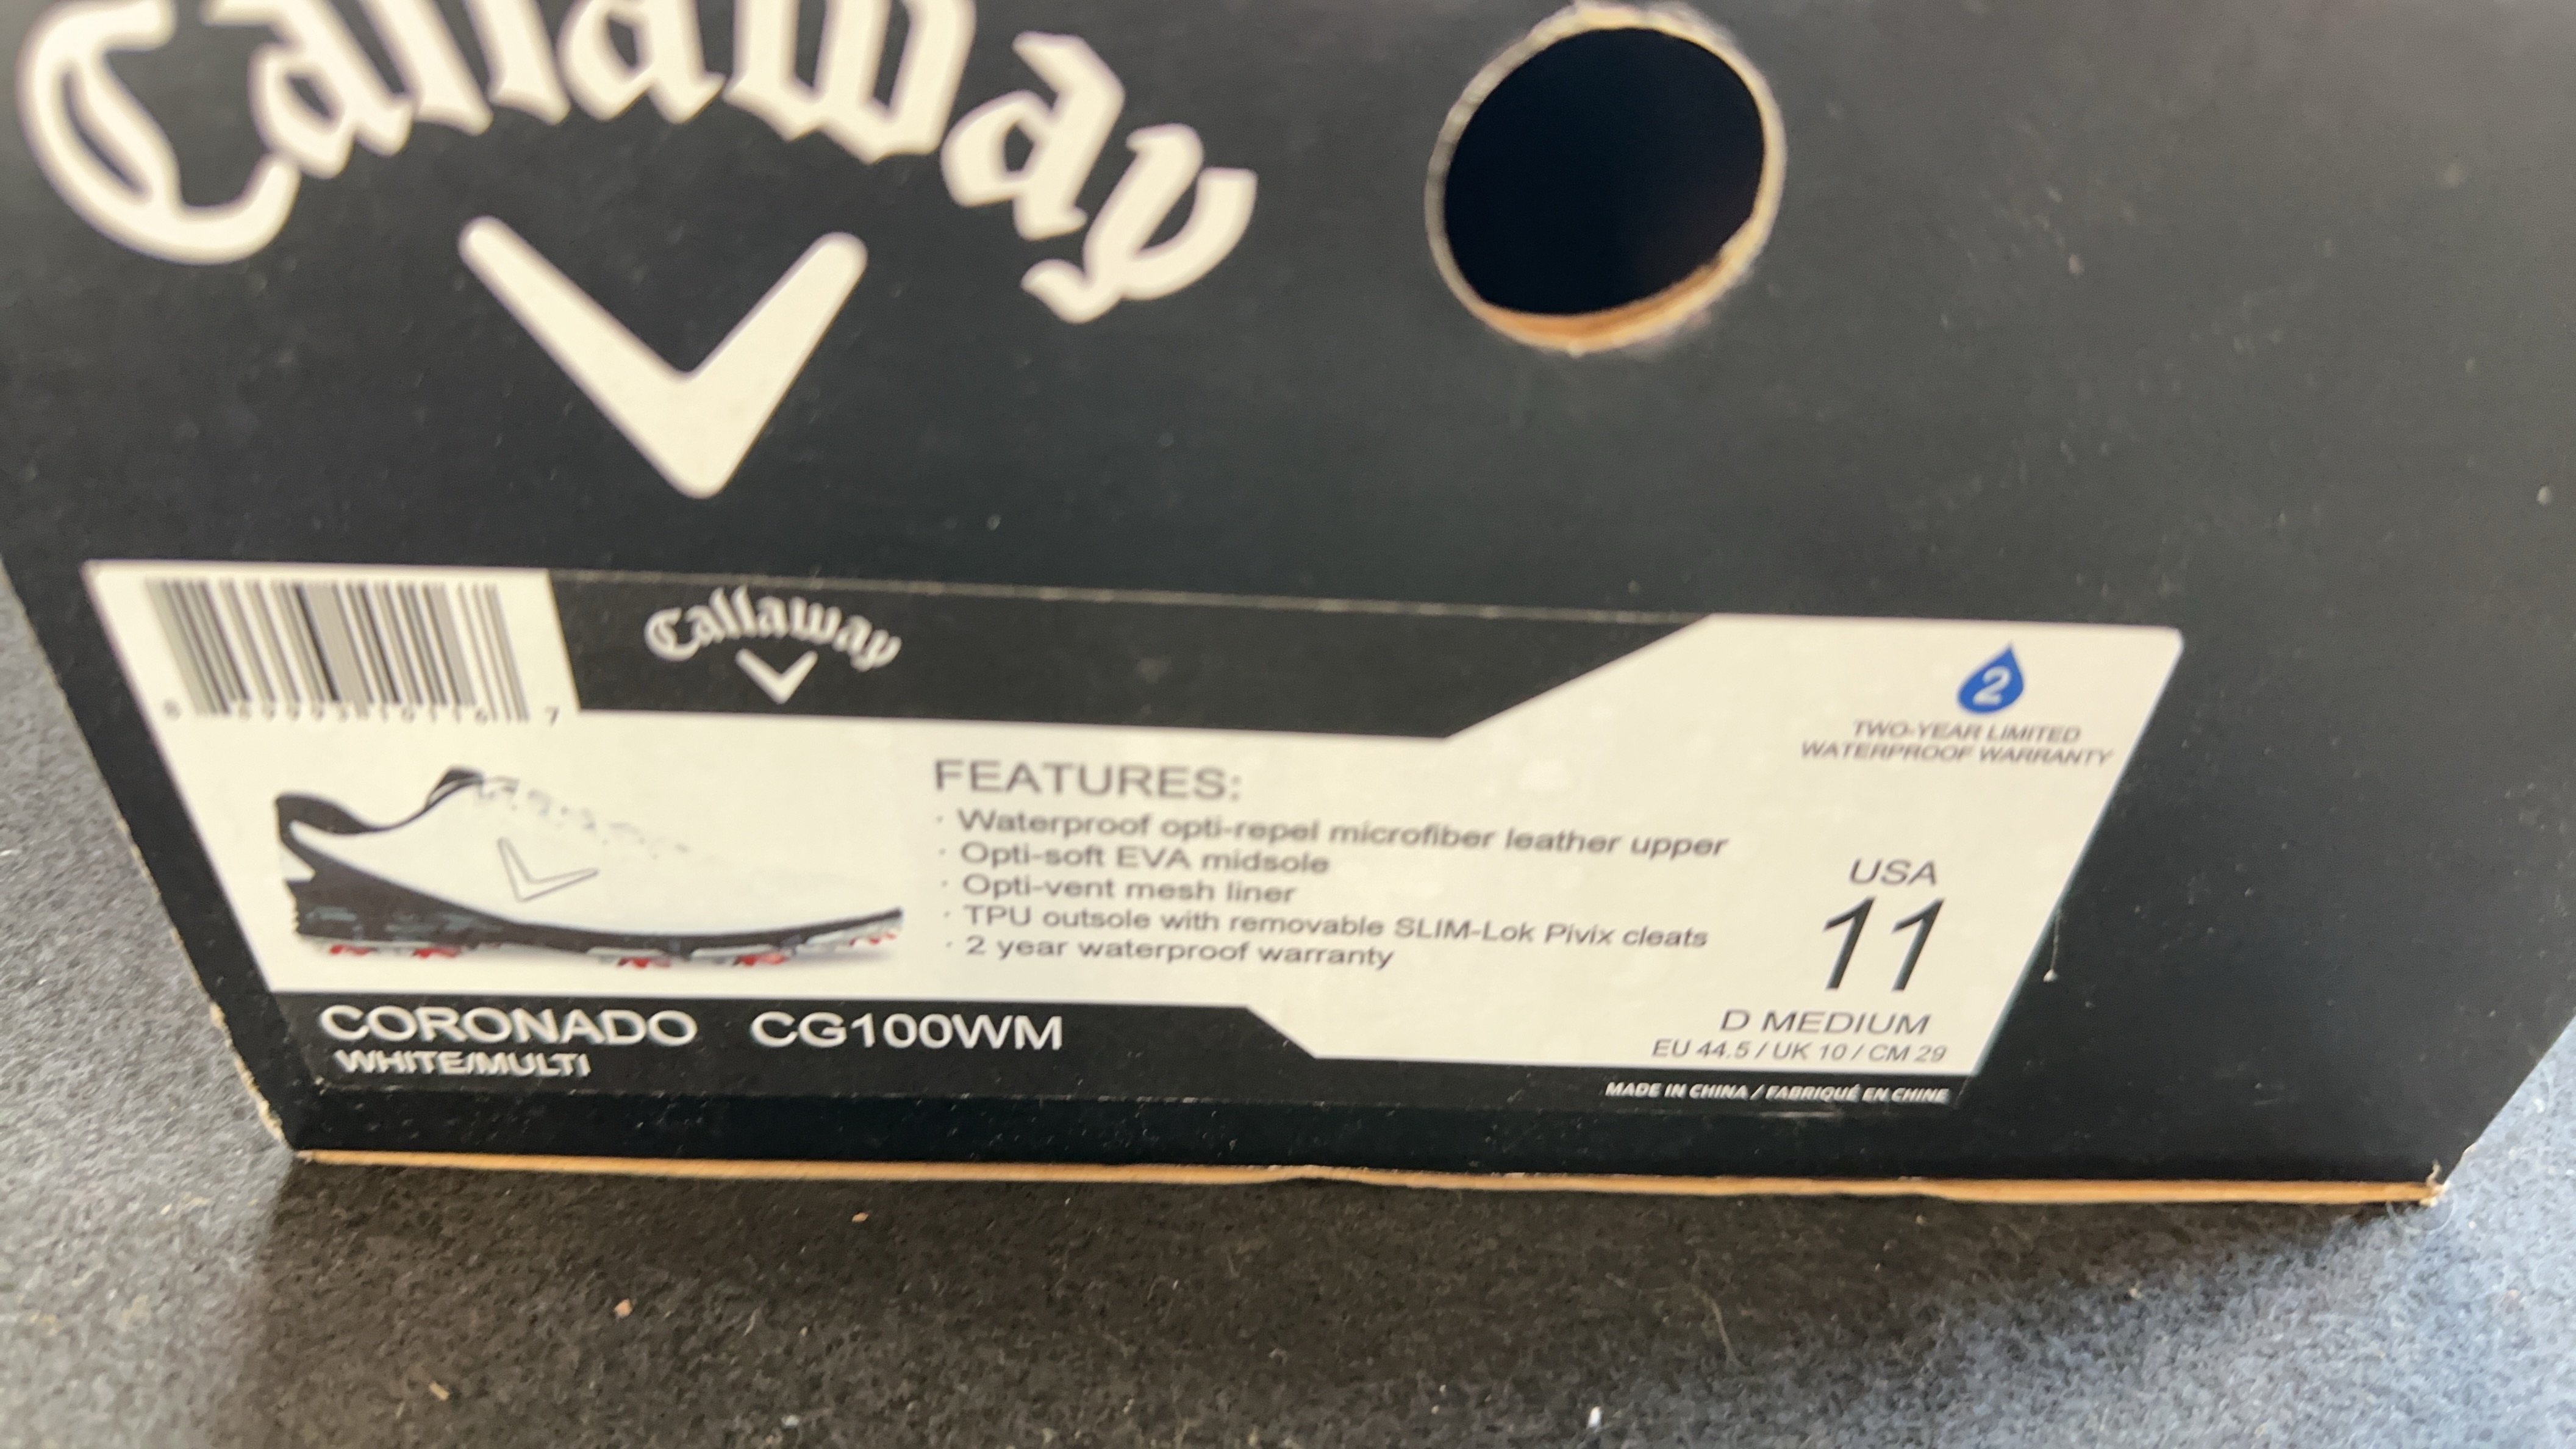 Callaway
Callaway
7
2
TWO-YEAR LIMITED
WATERPROOF WARRANTY
FEATURES:
· Waterproof opti-repel microfiber leather upper
· Opti-soft EVA midsole
· Opti-vent mesh liner
· TPU outsole with removable SLIM-Lok Pivix cleats
· 2 year waterproof warranty
USA
11
D MEDIUM
EU 44.5 / UK 10 / CM 29
CORONADO CG100WM
WHITE/MULTI
MADE IN CHINA / FABRIQUÉ EN CHINE